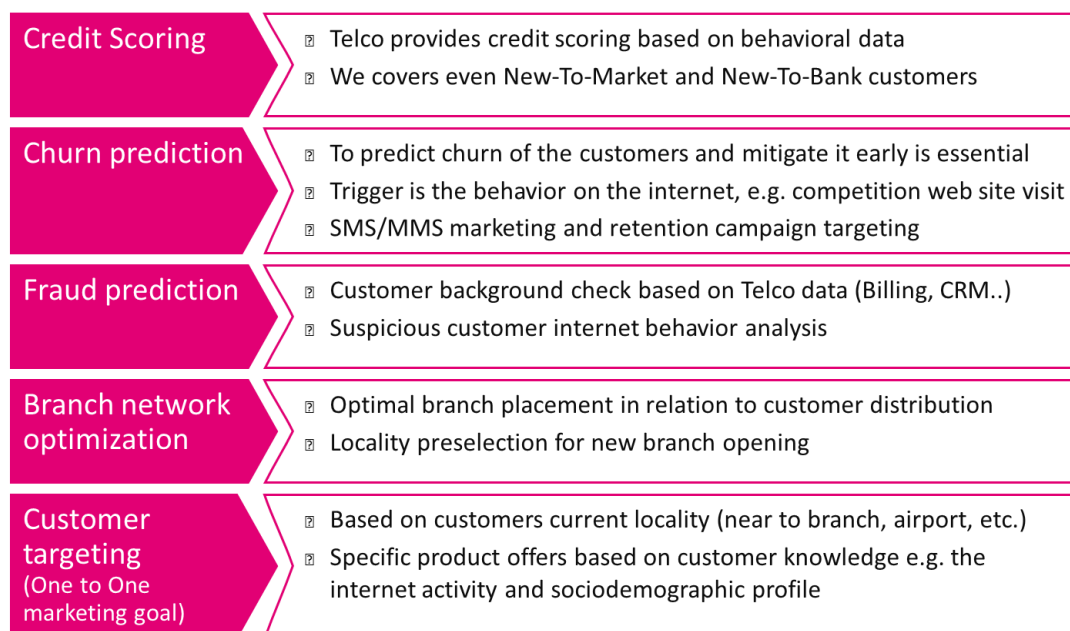 Credit Scoring
Telco provides credit scoring based on behavioral data
We covers even New-To-Market and New-To-Bank customers
Churn prediction
To predict churn of the customers and mitigate it early is essential
Trigger is the behavior on the internet, e.g. competition web site visit
SMS/MMS marketing and retention campaign targeting
Fraud prediction
Customer background check based on Telco data (Billing, CRM..)
Suspicious customer internet behavior analysis
Branch network
optimization
Optimal branch placement in relation to customer distribution
Locality preselection for new branch opening
Customer
targeting
(One to One
marketing goal)
Based on customers current locality (near to branch, airport, etc.)
Specific product offers based on customer knowledge e.g. the
internet activity and sociodemographic profile